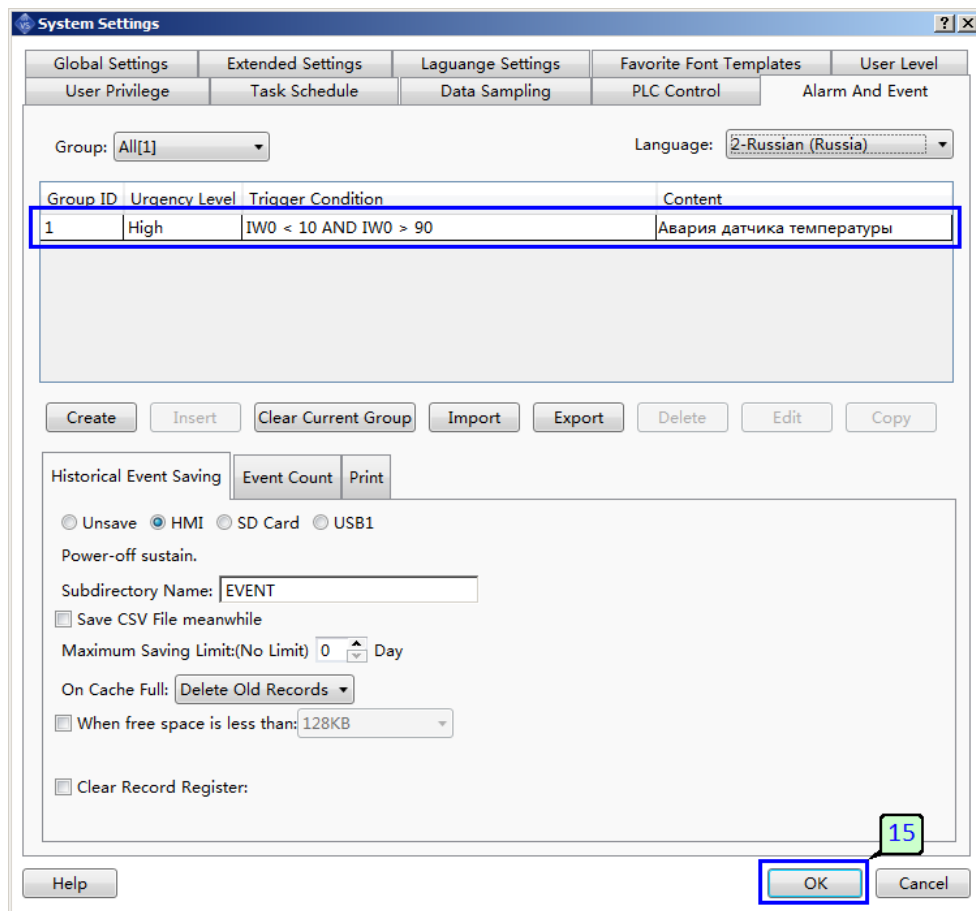 System Settings
Global Settings Extended Settings Laguange Settings Favorite Font Templates User Level
User Privilege Task Schedule Data Sampling PLC Control Alarm And Event
Group: All[1] Language: 2-Russian (Russia)
Group ID Urgency Level Trigger Condition Content
1 High IW0 < 10 AND IW0 > 90 Авария датчика температуры
Create Insert Clear Current Group Import Export Delete Edit Copy
Historical Event Saving Event Count Print
Unsave HMI SD Card USB1
Power-off sustain.
Subdirectory Name: EVENT
Save CSV File meanwhile
Maximum Saving Limit:(No Limit) 0 Day
On Cache Full: Delete Old Records
When free space is less than: 128KB
Clear Record Register:
15
Help OK Cancel